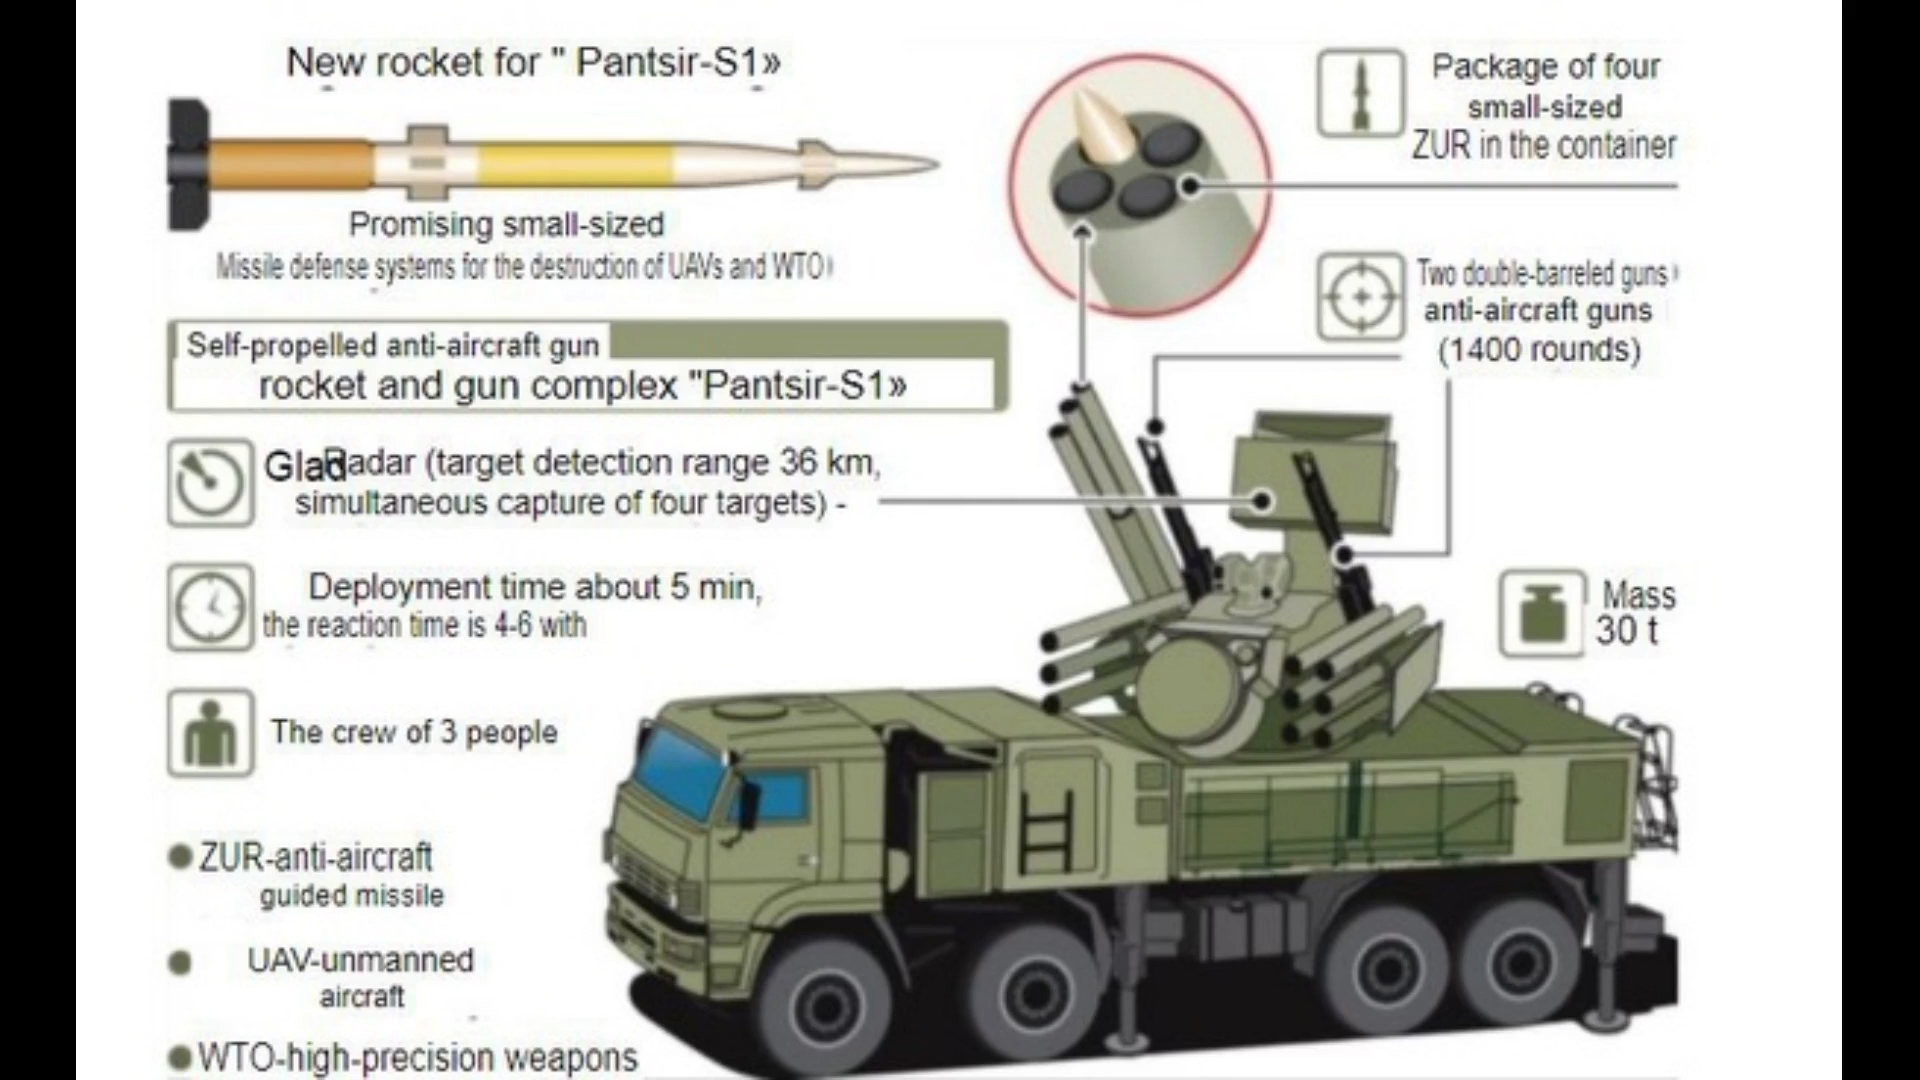 New rocket for " Pantsir-S1»
Promising small-sized
Missile defense systems for the destruction of UAVs and WTO)
Package of four
small-sized
ZUR in the container
Two double-barreled guns)
anti-aircraft guns
(1400 rounds)
Self-propelled anti-aircraft gun
rocket and gun complex "Pantsir-S1»
GladRadar (target detection range 36 km,
simultaneous capture of four targets) -
Deployment time about 5 min,
the reaction time is 4-6 with
Mass
30 t
The crew of 3 people
ZUR-anti-aircraft
guided missile
UAV-unmanned
aircraft
WTO-high-precision weapons